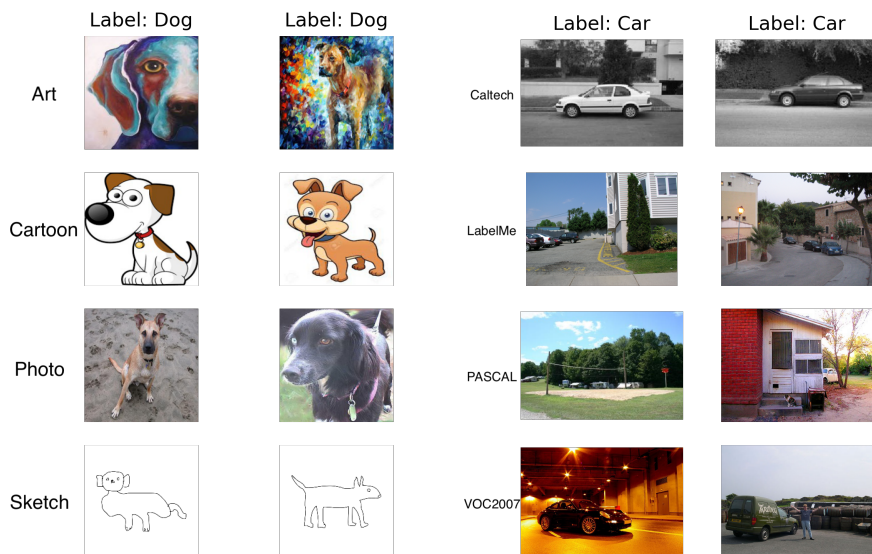 Label: Dog
Label: Dog
Label: Car
Label: Car
Art
Caltech
Cartoon
LabelMe
Photo
PASCAL
Sketch
VOC2007